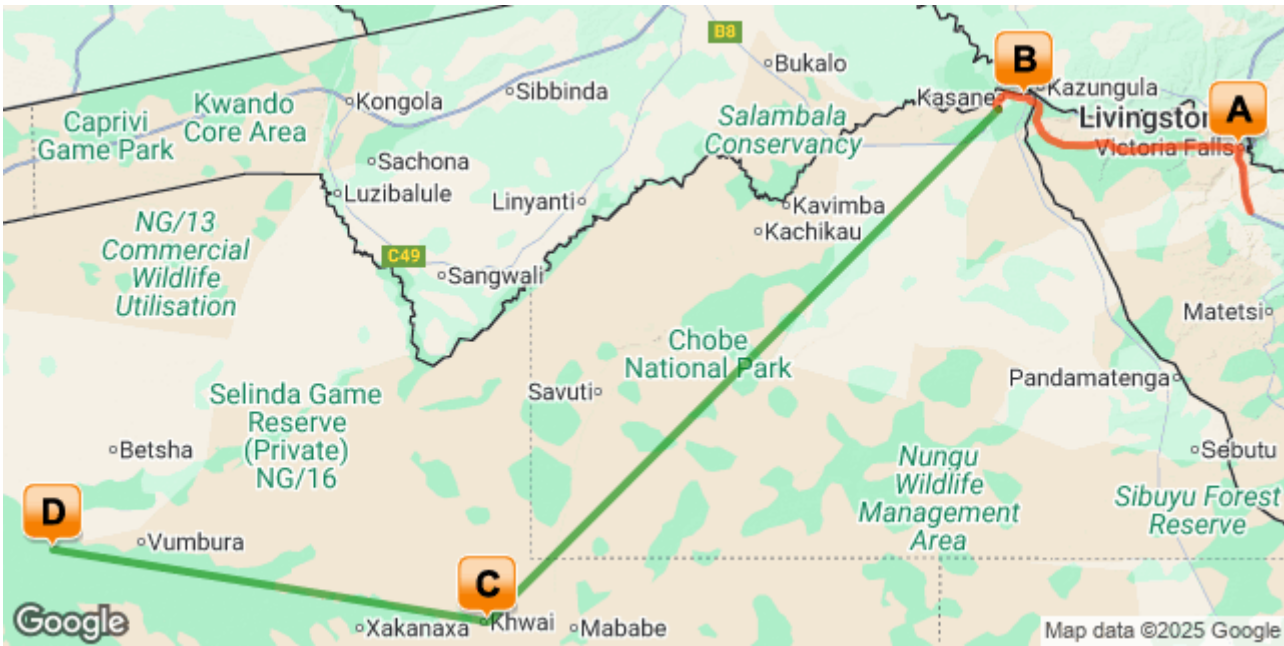 B8
Bukalo
B
Kongola
Sibbinda
Kwando
Core Area
Caprivi
Game Park
Kasane
Kazungula
A
Salambala
Conservancy
Livingston
Victoria Falls
Sachona
Luzibalule
Linyanti
Kavimba
Kachikau
NG/13
Commercial
Wildlife
Utilisation
C49
Sangwali
Matetsi
Chobe
National Park
Pandamatenga
Savuti
Selinda Game
Reserve
(Private)
NG/16
Betsha
Sebutu
Nungu
Wildlife
Management
Area
Sibuyu Forest
Reserve
D
Vumbura
C
Khwai
Xakanaxa
Mababe
Google
Map data ©2025 Google